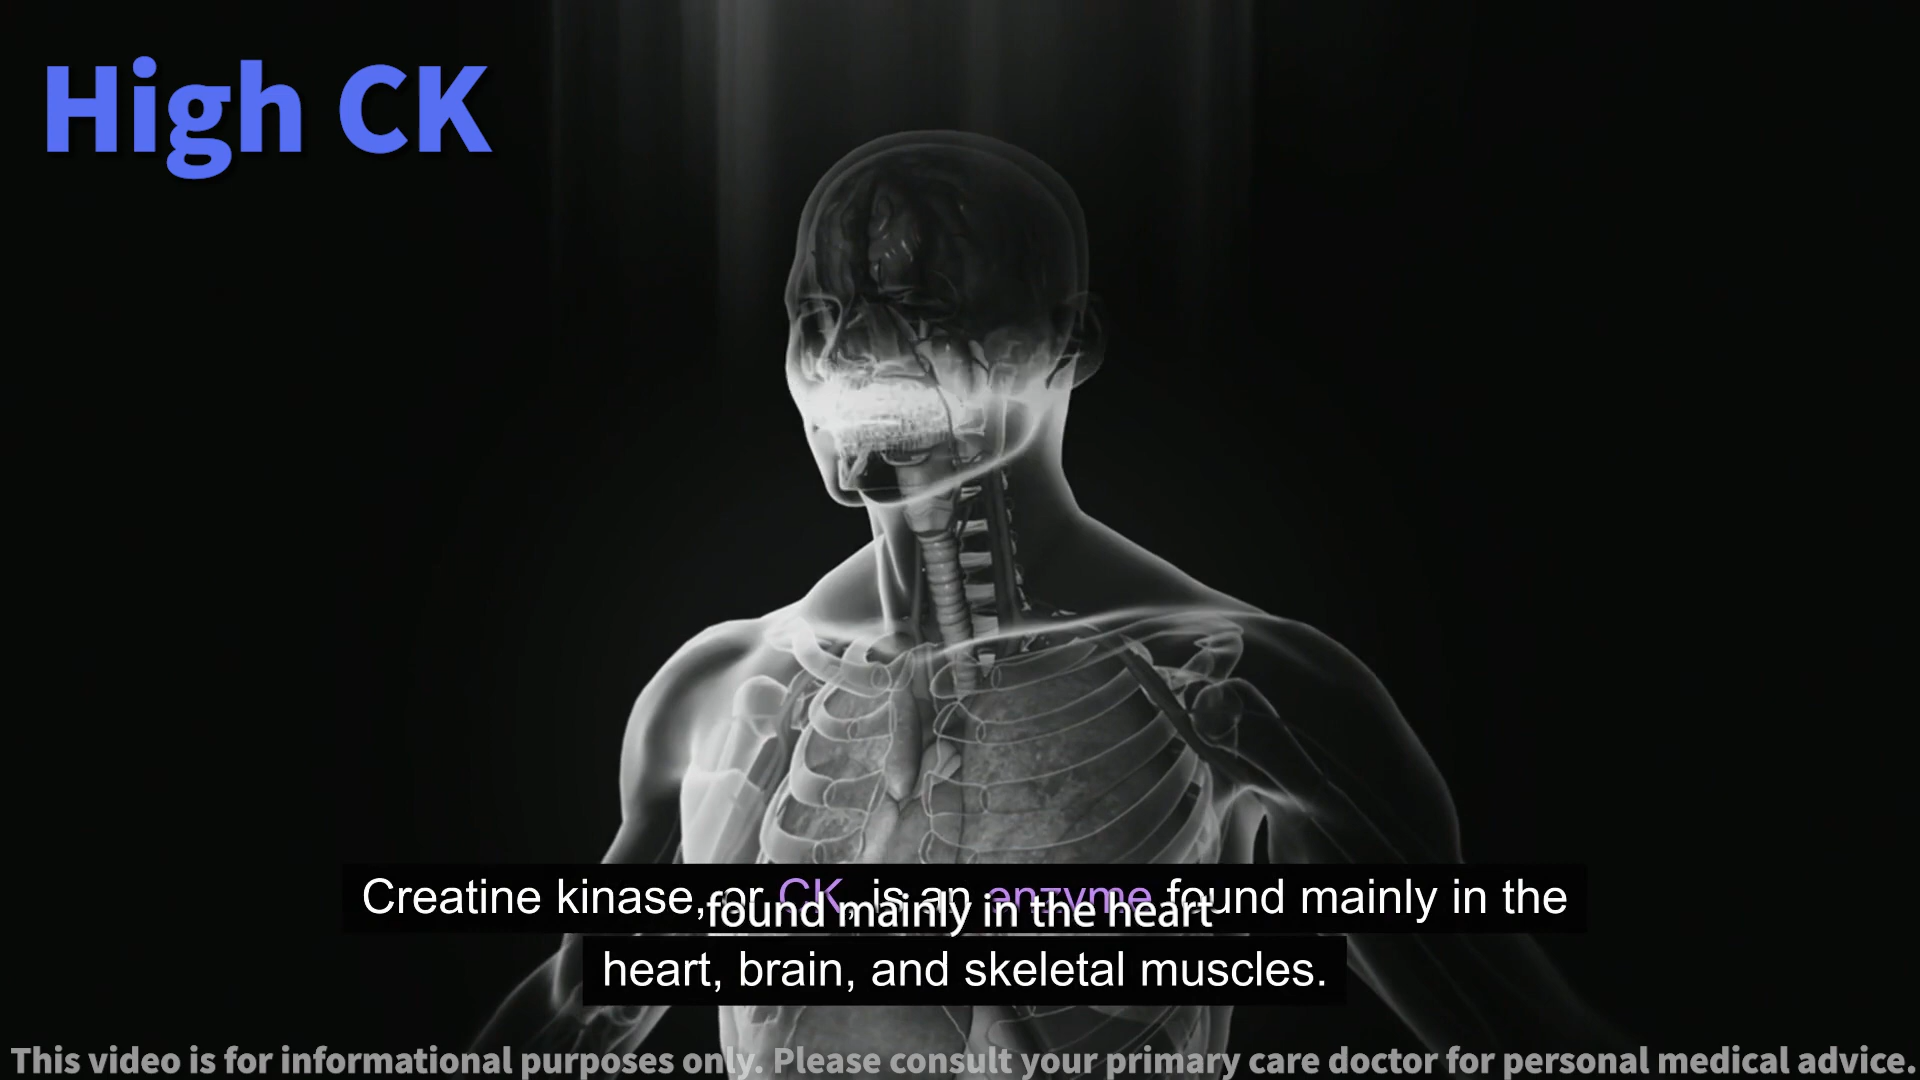 High CK
Creatine kinase, or CK, is an enzyme found mainly in the
found mainly in the heart
heart, brain, and skeletal muscles.
This video is for informational purposes only. Please consult your primary care doctor for personal medical advice.